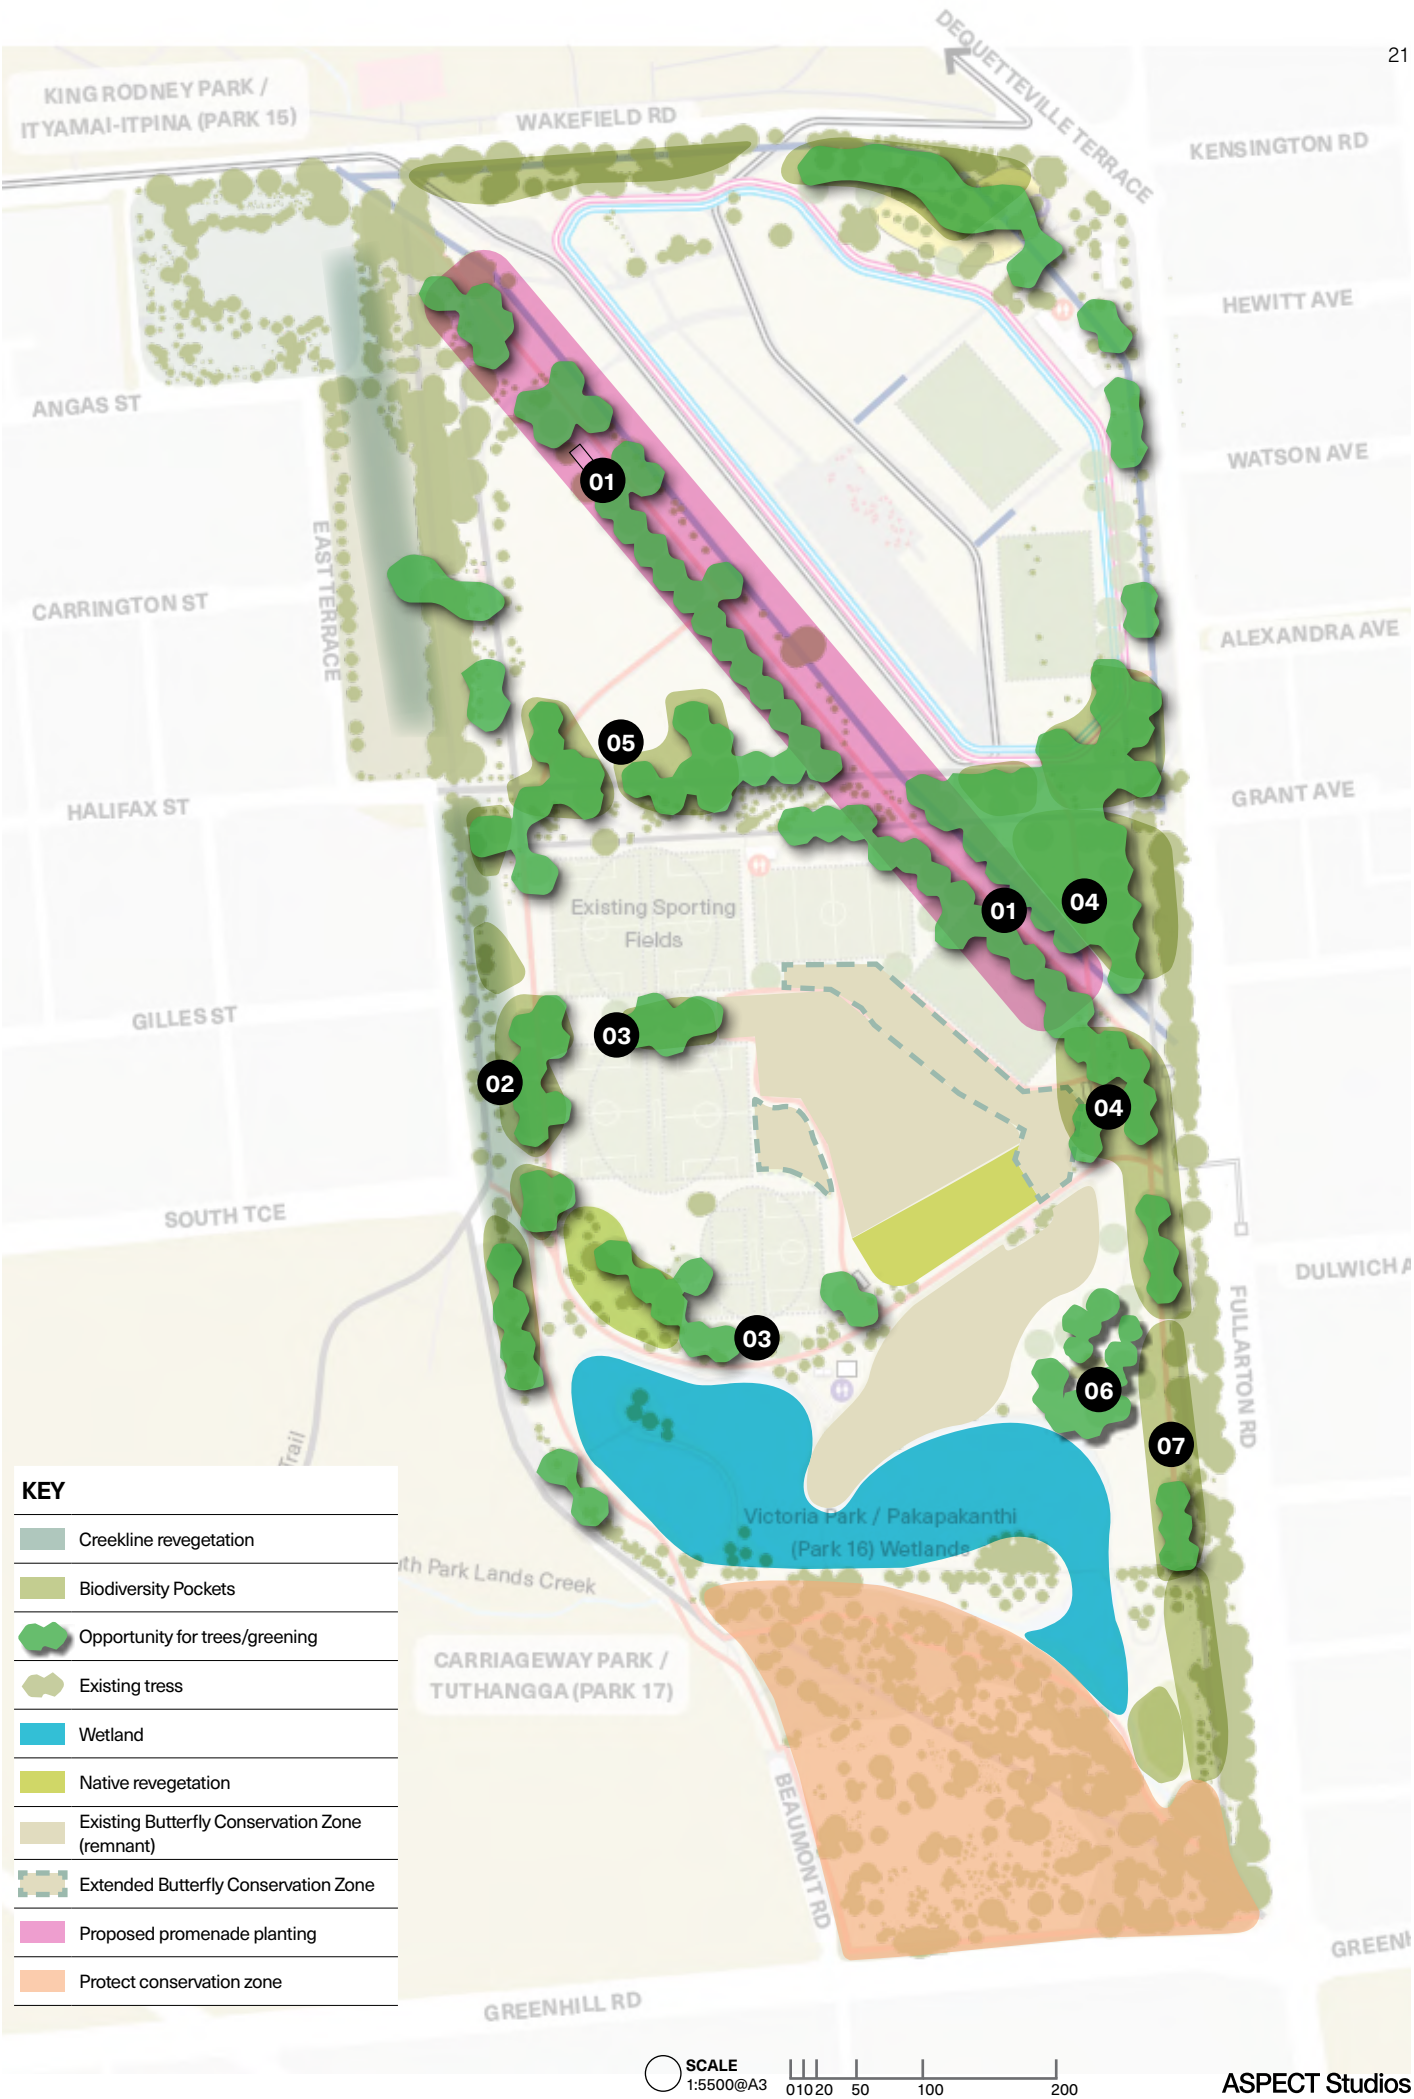 21
DEQUETTEVILLE TERRACE
KING RODNEY PARK /
ITYAMAI-ITPINA (PARK 15)
WAKEFIELD RD
KENSINGTON RD
HEWITT AVE
ANGAS ST
WATSON AVE
01
EAST TERRACE
CARRINGTON ST
ALEXANDRA AVE
05
HALIFAX ST
GRANT AVE
Existing Sporting
Fields
01
04
GILLES ST
03
02
04
SOUTH TCE
DULWICH A
FULLARTON RD
03
06
07
Trail
Victoria Park / Pakapakanthi
(Park 16) Wetlands
uth Park Lands Creek
CARRIAGEWAY PARK /
TUTHANGGA (PARK 17)
BEAUMONT RD
GREENH
GREENHILL RD
KEY
Creekline revegetation
Biodiversity Pockets
Opportunity for trees/greening
Existing tress
Wetland
Native revegetation
Existing Butterfly Conservation Zone
(remnant)
Extended Butterfly Conservation Zone
Proposed promenade planting
Protect conservation zone
SCALE
1:5500@A3
0 10 20 50 100 200
ASPECT Studios